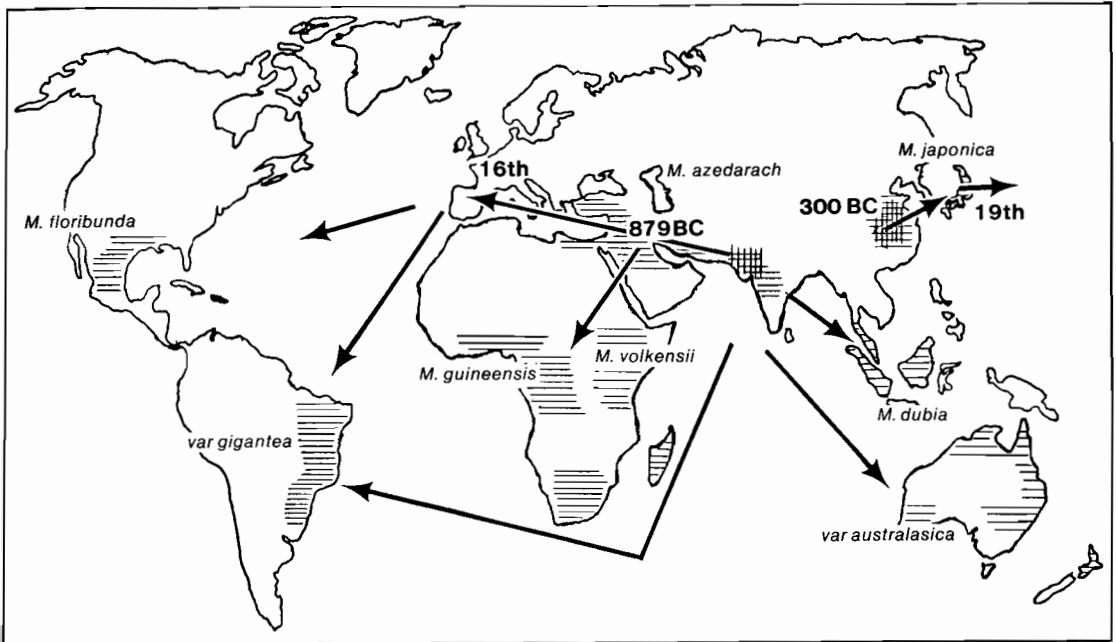 M. japonica
16th
M. azedarach
300 BC
19th
M. floribunda
879BC
M. volkensii
M. guineensis
M. dubia
var gigantea
var australasica